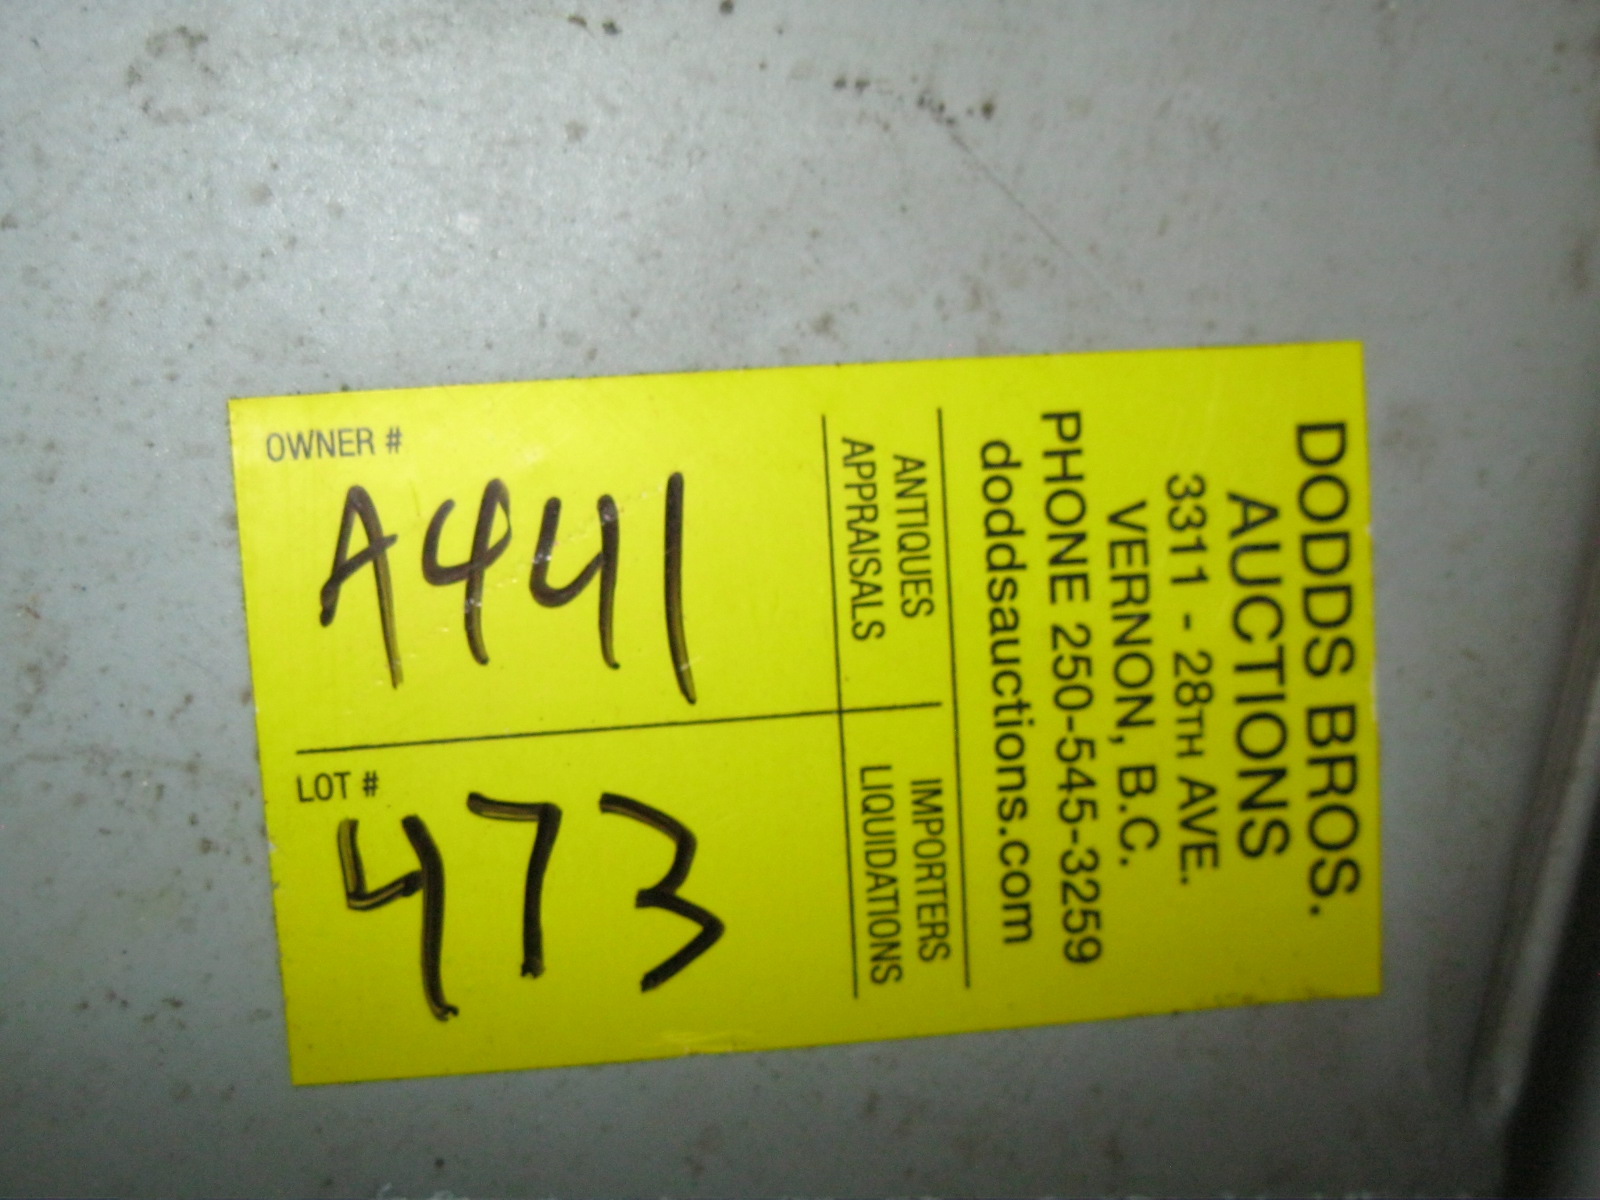 DODDS BROS.
AUCTIONS
3311 - 28TH AVE.
VERNON, B.C.
PHONE 250-545-3259
doddsauctions.com
ANTIQUES
APPRAISALS
IMPORTERS
LIQUIDATIONS
OWNER #
A441
LOT #
473